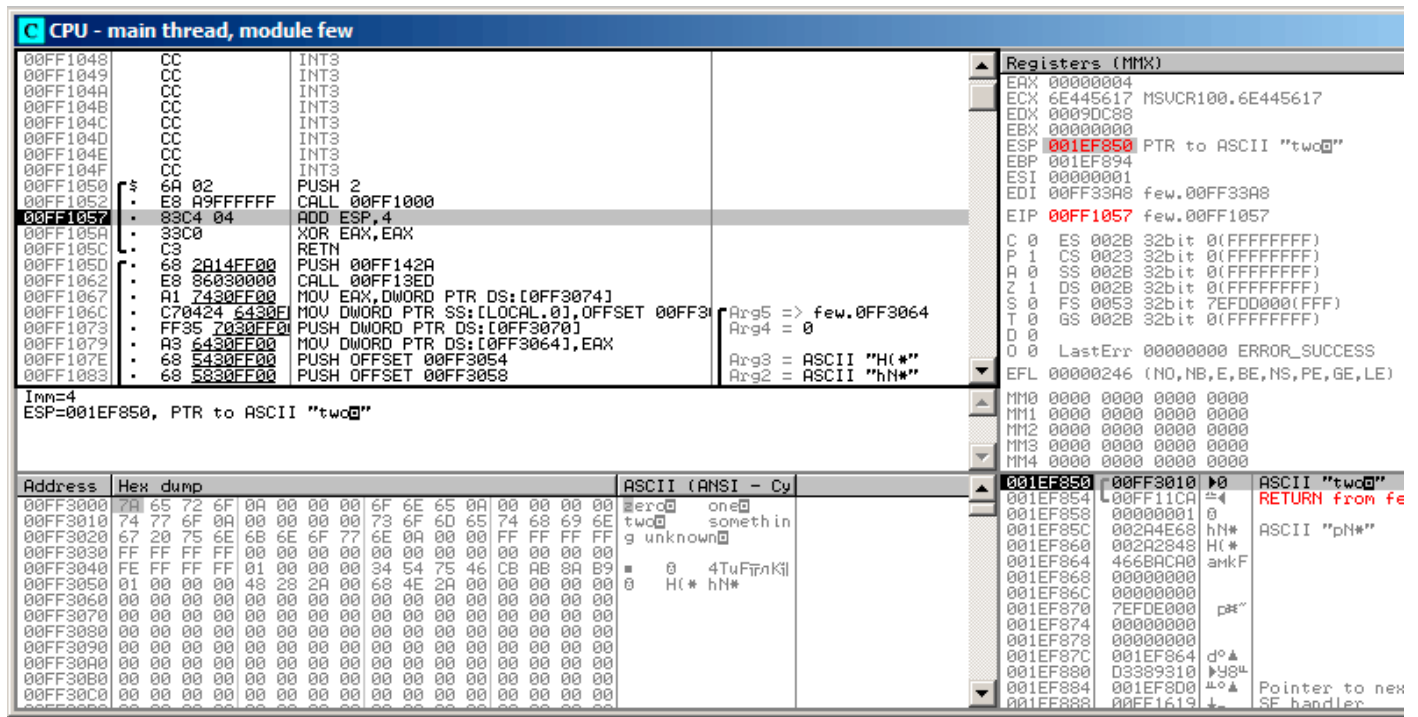 C CPU - main thread, module few
00FF1048 CC INT3
00FF1049 CC INT3
00FF104A CC INT3
00FF104B CC INT3
00FF104C CC INT3
00FF104D CC INT3
00FF104E CC INT3
00FF104F CC INT3
00FF1050 $ 6A 02 PUSH 2
00FF1052 . E8 A9FFFFFF CALL 00FF1000
00FF1057 . 83C4 04 ADD ESP,4
00FF105A . 33C0 XOR EAX,EAX
00FF105C . C3 RETN
00FF105D . 68 2A14FF00 PUSH 00FF142A
00FF1062 . E8 86030000 CALL 00FF13ED
00FF1067 . A1 7430FF00 MOV EAX,DWORD PTR DS:[0FF3074]
00FF106C . C70424 6430F MOV DWORD PTR SS:[LOCAL.0],OFFSET 00FF3 Arg5 => few.0FF3064
00FF1073 . FF35 7030FF0 PUSH DWORD PTR DS:[0FF3070] Arg4 = 0
00FF1079 . A3 6430FF00 MOV DWORD PTR DS:[0FF3064],EAX
00FF107E . 68 5430FF00 PUSH OFFSET 00FF3054 Arg3 = ASCII "H(*"
00FF1083 . 68 5830FF00 PUSH OFFSET 00FF3058 Arg2 = ASCII "hN*"
Imm=4
ESP=001EF850, PTR to ASCII "two◙"
Registers (MMX)
EAX 00000004
ECX 6E445617 MSVCR100.6E445617
EDX 0009DC88
EBX 00000000
ESP 001EF850 PTR to ASCII "two◙"
EBP 001EF894
ESI 00000001
EDI 00FF33A8 few.00FF33A8
EIP 00FF1057 few.00FF1057
C 0 ES 002B 32bit 0(FFFFFFFF)
P 1 CS 0023 32bit 0(FFFFFFFF)
A 0 SS 002B 32bit 0(FFFFFFFF)
Z 1 DS 002B 32bit 0(FFFFFFFF)
S 0 FS 0053 32bit 7EFDD000(FFF)
T 0 GS 002B 32bit 0(FFFFFFFF)
D 0
O 0 LastErr 00000000 ERROR_SUCCESS
EFL 00000246 (NO,NB,E,BE,NS,PE,GE,LE)
MM0 0000 0000 0000 0000
MM1 0000 0000 0000 0000
MM2 0000 0000 0000 0000
MM3 0000 0000 0000 0000
MM4 0000 0000 0000 0000
Address Hex dump ASCII (ANSI - Cy
00FF3000 7A 65 72 6F 0A 00 00 00 6F 6E 65 0A 00 00 00 00 zero◙ one◙
00FF3010 74 77 6F 0A 00 00 00 00 73 6F 6D 65 74 68 69 6E two◙ somethin
00FF3020 67 20 75 6E 6B 6E 6F 77 6E 0A 00 00 FF FF FF FF g unknown◙
00FF3030 FF FF FF FF 00 00 00 00 00 00 00 00 00 00 00 00
00FF3040 FE FF FF FF 01 00 00 00 34 54 75 46 CB AB 8A B9 ■ 4TuF
00FF3050 01 00 00 00 48 28 2A 00 68 4E 2A 00 00 00 00 00 H(* hN*
00FF3060 00 00 00 00 00 00 00 00 00 00 00 00 00 00 00 00
00FF3070 00 00 00 00 00 00 00 00 00 00 00 00 00 00 00 00
00FF3080 00 00 00 00 00 00 00 00 00 00 00 00 00 00 00 00
00FF3090 00 00 00 00 00 00 00 00 00 00 00 00 00 00 00 00
00FF30A0 00 00 00 00 00 00 00 00 00 00 00 00 00 00 00 00
00FF30B0 00 00 00 00 00 00 00 00 00 00 00 00 00 00 00 00
00FF30C0 00 00 00 00 00 00 00 00 00 00 00 00 00 00 00 00
001EF850 00FF3010 ►0 ASCII "two◙"
001EF854 00FF11CA RETURN from fe
001EF858 00000001
001EF85C 002A4E68 hN* ASCII "pN*"
001EF860 002A2848 H(*
001EF864 466BACA0 амkF
001EF868 00000000
001EF86C 00000000
001EF870 7EFDE000
001EF874 00000000
001EF878 00000000
001EF87C 001EF864 d°▲
001EF880 D3389310
001EF884 001EF8D0 Pointer to nex
001EF888 00FF1619 SE handler